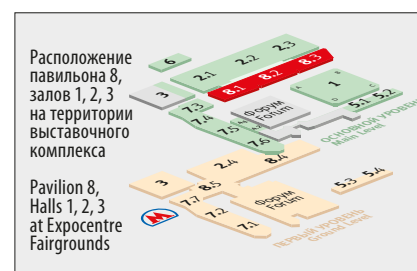 Расположение
павильона 8,
залов 1, 2, 3
на территории
выставочного
комплекса
Pavilion 8,
Halls 1, 2, 3
at Expocentre
Fairgrounds
6
2.1 2.2 2.3
8.1 8.2 8.3
3
1
A
B
C
D
7.3
7.4
7.5
7.6
Форум
Forum
5.1 5.2
ОСНОВНОЙ УРОВЕНЬ
Main Level
2.4
8.4
3
8.5
7.7
7.2
7.1
Форум
Forum
5.3 5.4
ПЕРВЫЙ УРОВЕНЬ
Ground Level
М